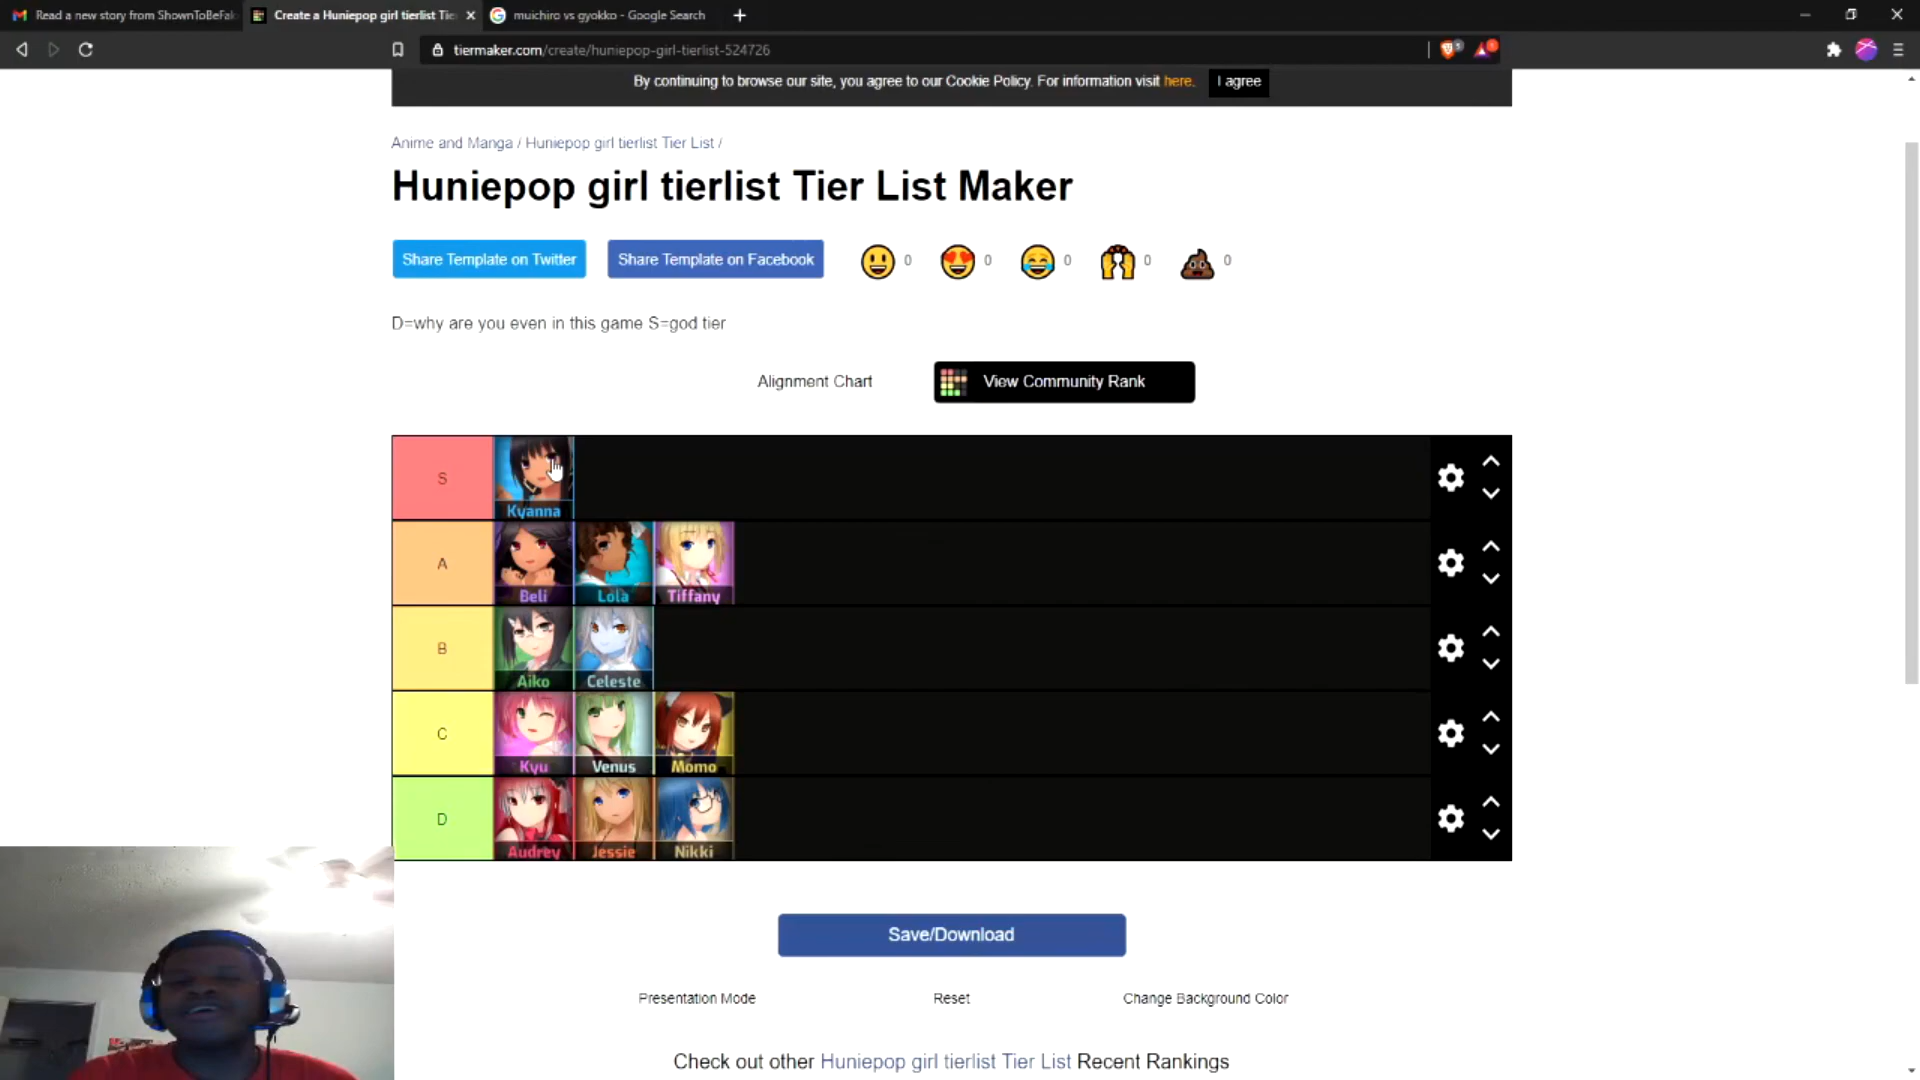 Read a new story from ShownToBeFak
Create a Huniepop girl tierlist Tie
muichiro vs gyokko - Google Search
tiermaker.com/create/huniepop-girl-tierlist-524726
By continuing to browse our site, you agree to our Cookie Policy. For information visit here.
I agree
Anime and Manga / Huniepop girl tierlist Tier List /
Huniepop girl tierlist Tier List Maker
Share Template on Twitter
Share Template on Facebook
0
0
0
0
0
D=why are you even in this game S=god tier
Alignment Chart
View Community Rank
S
Kyanna
A
Beli
Lola
Tiffany
B
Aiko
Celeste
C
Kyu
Venus
Momo
D
Audrey
Jessie
Nikki
Save/Download
Presentation Mode
Reset
Change Background Color
Check out other Huniepop girl tierlist Tier List Recent Rankings